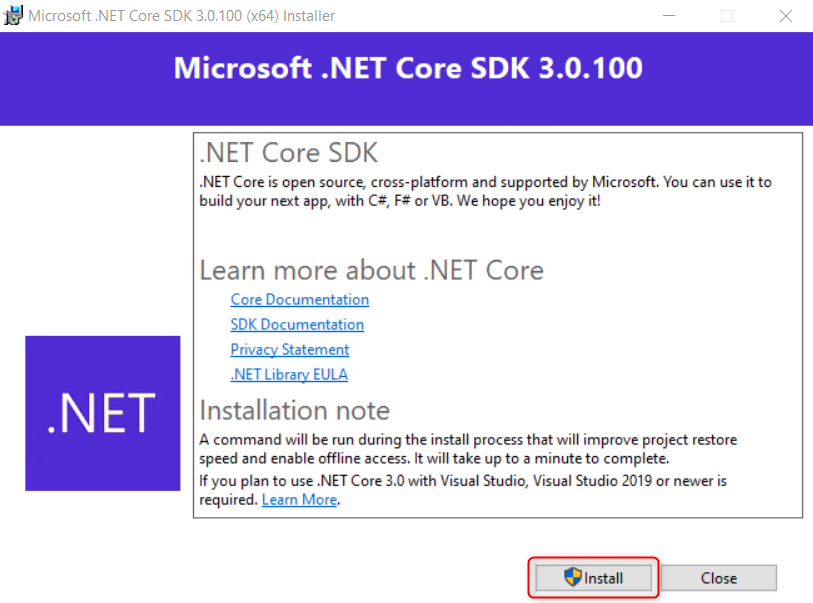 Microsoft .NET Core SDK 3.0.100 (x64) Installer
Microsoft .NET Core SDK 3.0.100
.NET Core SDK
.NET Core is open source, cross-platform and supported by Microsoft. You can use it to
build your next app, with C#, F# or VB. We hope you enjoy it!
Learn more about .NET Core
Core Documentation
SDK Documentation
Privacy Statement
.NET Library EULA
.NET
Installation note
A command will be run during the install process that will improve project restore
speed and enable offline access. It will take up to a minute to complete.
If you plan to use .NET Core 3.0 with Visual Studio, Visual Studio 2019 or newer is
required. Learn More.
Install
Close